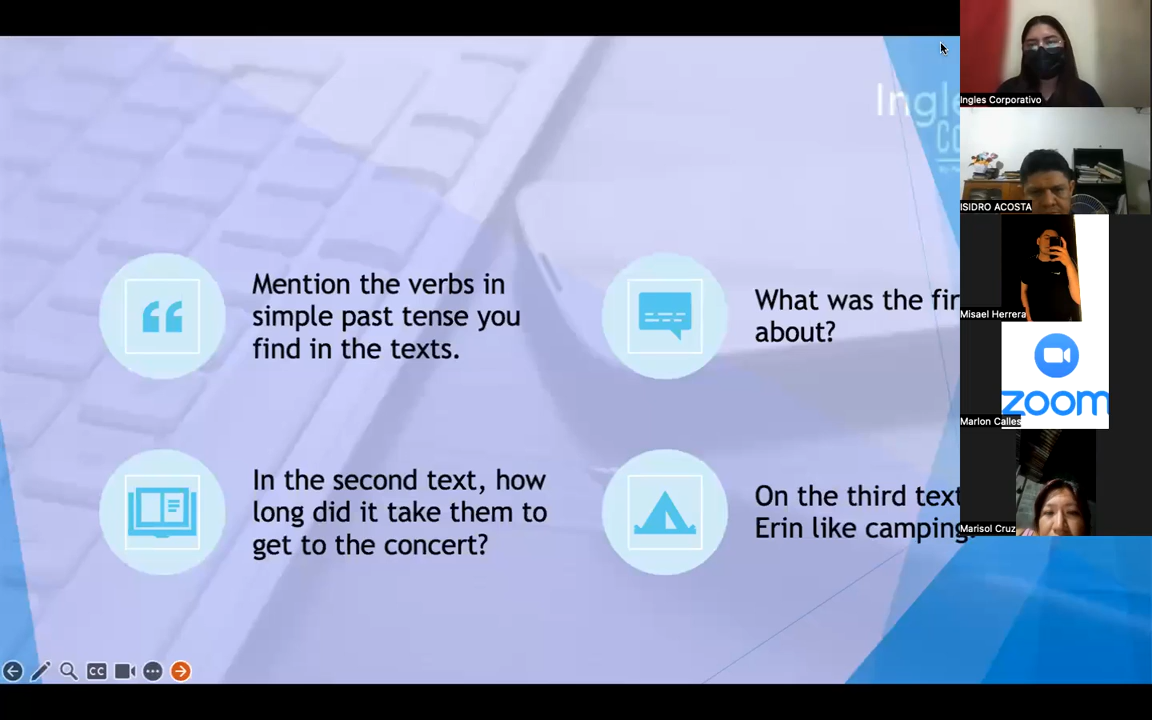 Mention the verbs in
simple past tense you
find in the texts.
What was the
about?
In the second text, how
long did it take them to
get to the concert?
On the third text
Erin like camping
Ingles Corporativo
ISIDRO ACOSTA
Misael Herrera
zoom
Marlon Calles
Marisol Cruz
CC